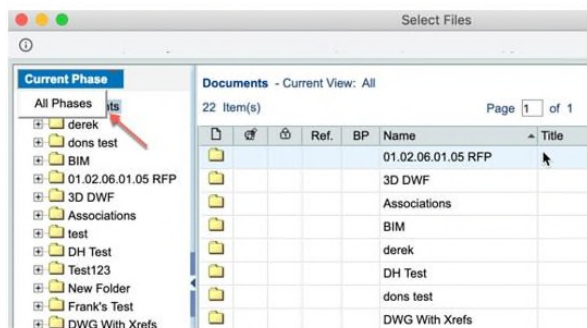 Select Files
Current Phase
All Phases
nts
derek
dons test
BIM
01.02.06.01.05 RFP
3D DWF
Associations
test
DH Test
Test123
New Folder
Frank's Test
DWG With Xrefs
Documents - Current View: All
22 Item(s)
Page 1 of 1
Ref. BP Name Title
01.02.06.01.05 RFP
3D DWF
Associations
BIM
derek
DH Test
dons test
DWG With Xrefs